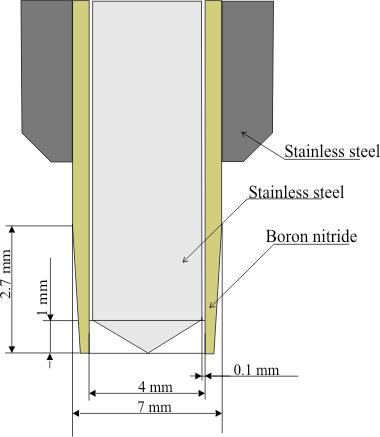 Stainless steel
Stainless steel
Boron nitride
2.7 mm
1 mm
0.1 mm
4 mm
7 mm